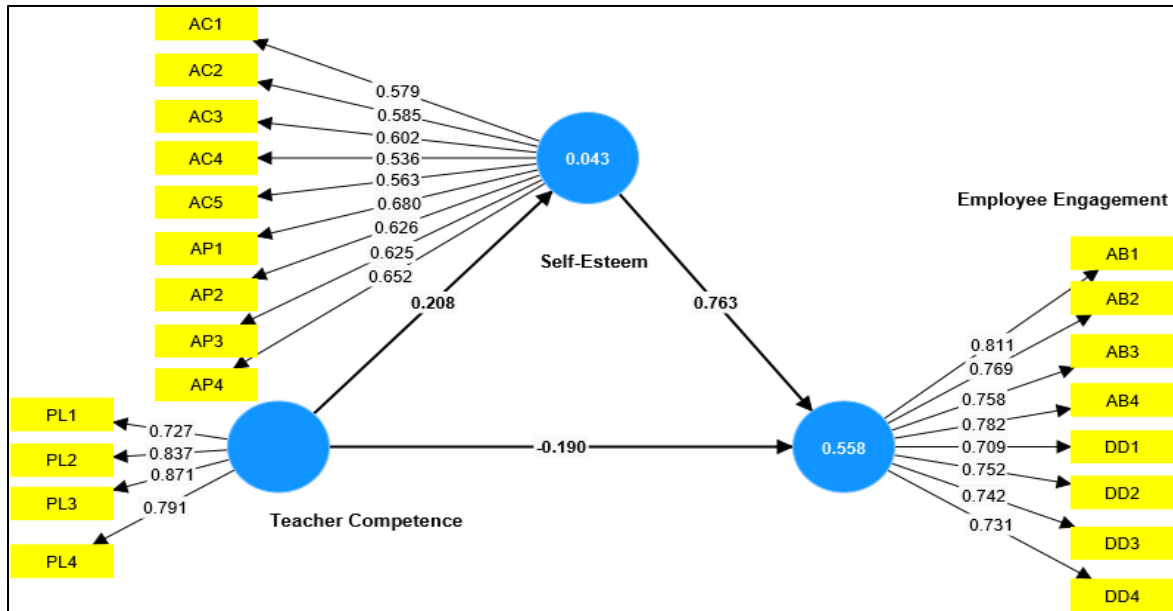 AC1
AC2
AC3
AC4
AC5
AP1
AP2
AP3
AP4
0.579
0.585
0.602
0.536
0.563
0.680
0.626
0.625
0.652
0.043
Self-Esteem
0.208
0.763
-0.190
PL1
PL2
PL3
PL4
0.727
0.837
0.871
0.791
Teacher Competence
0.558
Employee Engagement
0.811
0.769
0.758
0.782
0.709
0.752
0.742
0.731
AB1
AB2
AB3
AB4
DD1
DD2
DD3
DD4